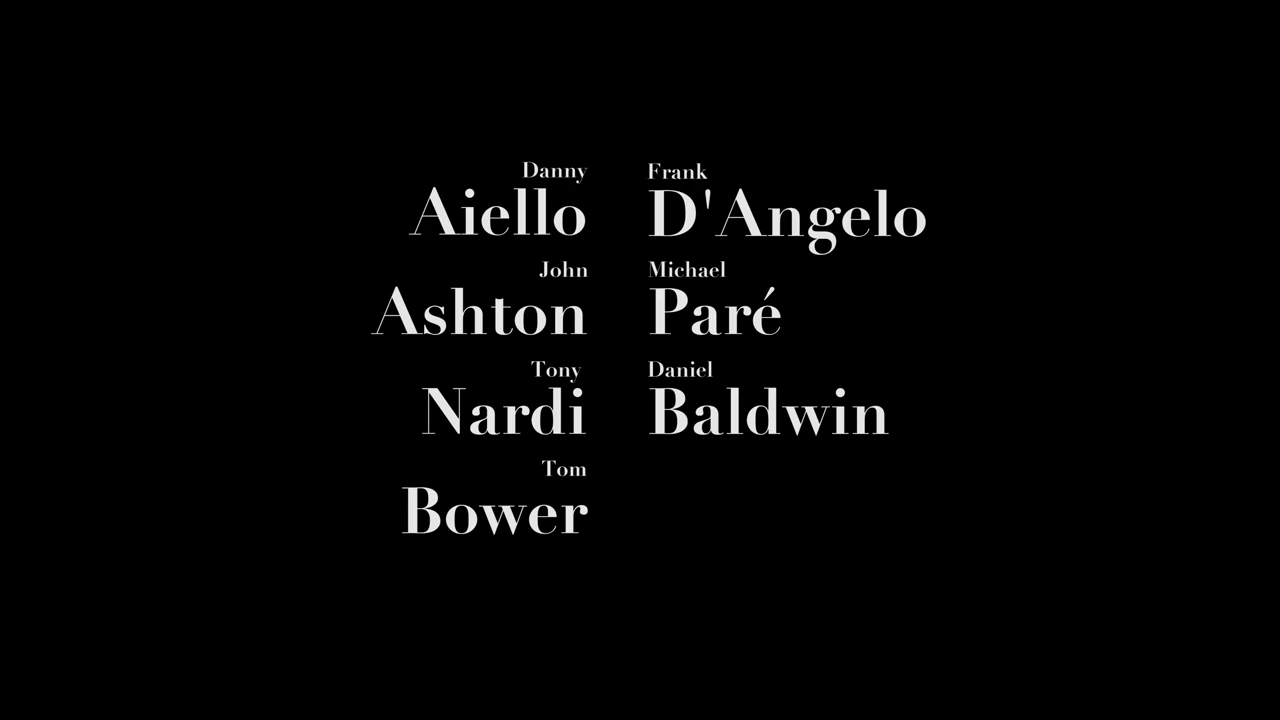 Danny
Aiello
John
Ashton
Tony
Nardi
Tom
Bower
Frank
D'Angelo
Michael
Paré
Daniel
Baldwin